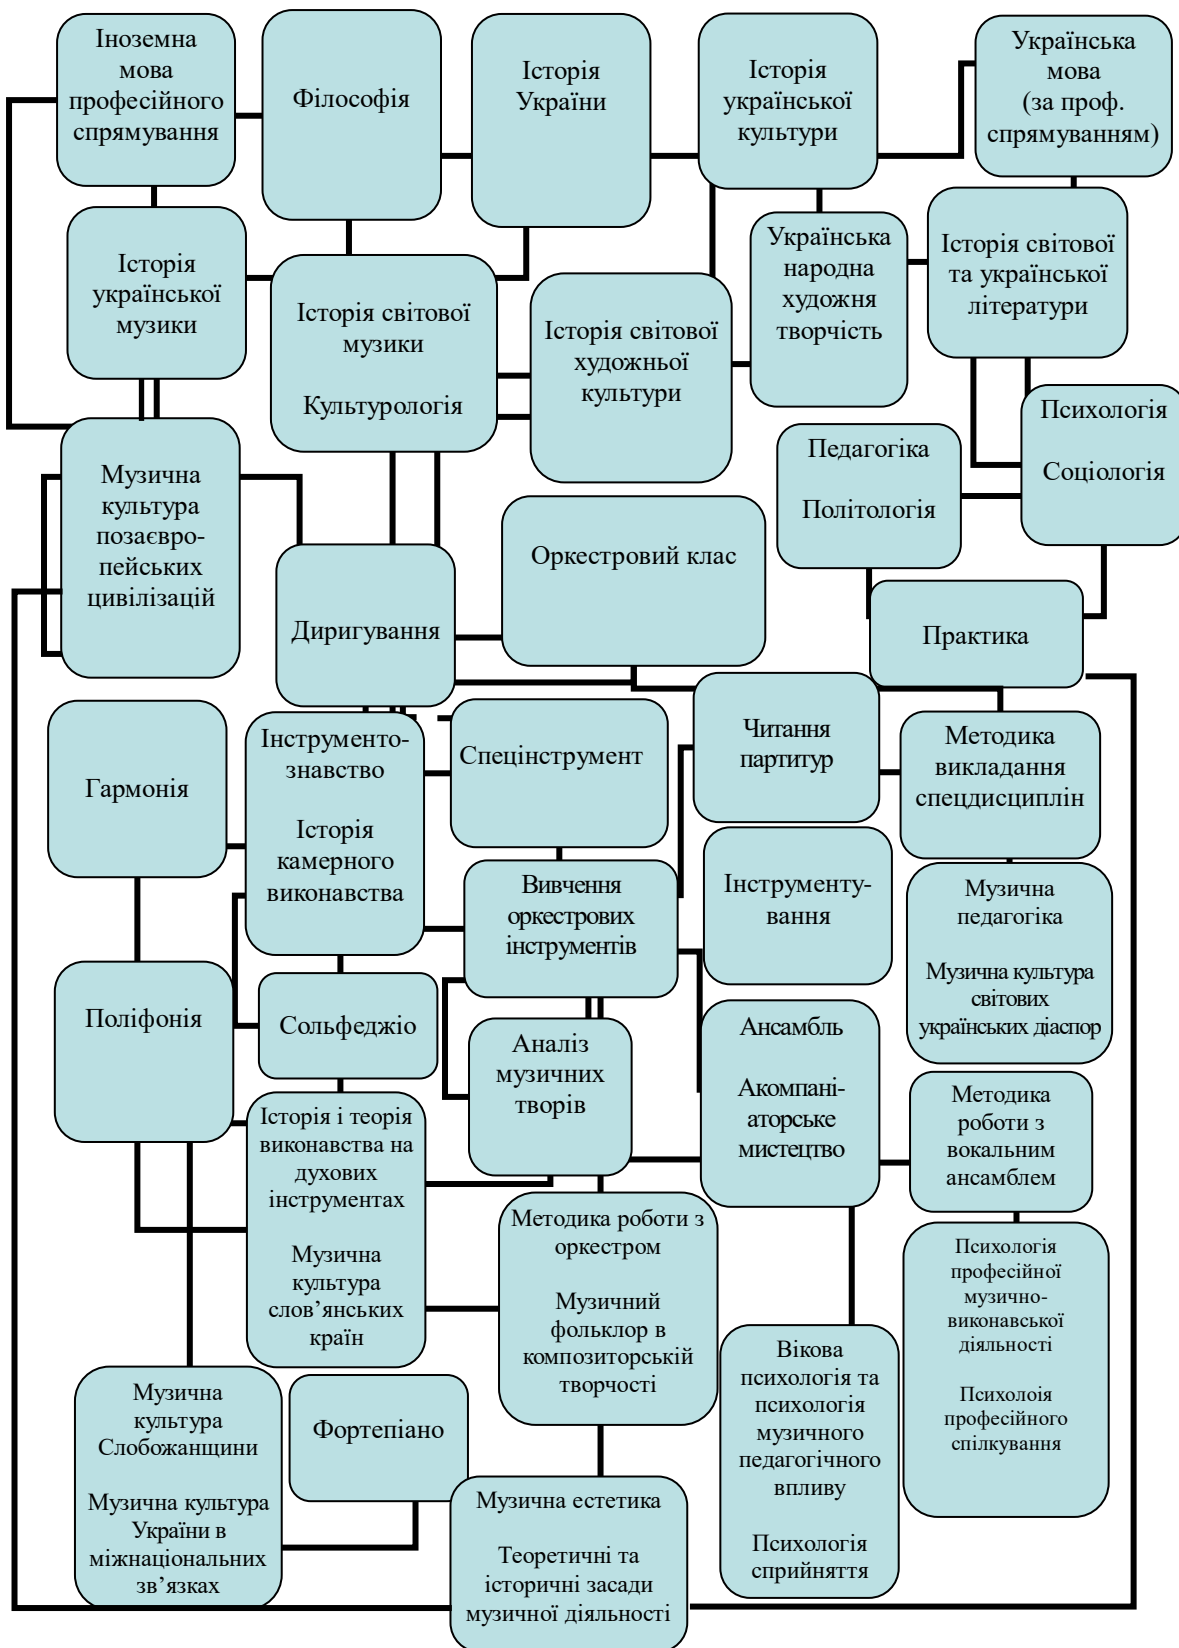 Іноземна
мова
професійного
спрямування
Філософія
Історія
України
Історія
української
культури
Українська
мова
(за проф.
спрямуванням)
Історія
української
музики
Історія світової
музики
Культурологія
Історія світової
художньої
культури
Українська
народна
художня
творчість
Історія світової
та української
літератури
Музична
культура
позаєвро-
пейських
цивілізацій
Диригування
Оркестровий клас
Педагогіка
Політологія
Психологія
Соціологія
Практика
Гармонія
Інструменто-
знавство
Історія
камерного
виконавства
Спецінструмент
Читання
партитур
Методика
викладання
спецдисциплін
Поліфонія
Сольфеджіо
Вивчення
оркестрових
інструментів
Інструменту-
вання
Музична
педагогіка
Музична культура
світових
українських діаспор
Аналіз
музичних
творів
Ансамбль
Акомпані-
аторське
мистецтво
Методика
роботи з
вокальним
ансамблем
Історія і теорія
виконавства на
духових
інструментах
Музична
культура
слов’янських
країн
Методика роботи з
оркестром
Музичний
фольклор в
композиторській
творчості
Психологія
професійної
музично-
виконавської
діяльності
Психолоія
професійного
спілкування
Музична
культура
Слобожанщини
Музична культура
України в
міжнаціональних
зв’язках
Фортепіано
Музична естетика
Теоретичні та
історичні засади
музичної діяльності
Вікова
психологія та
психологія
музичного
педагогічного
впливу
Психологія
сприйняття